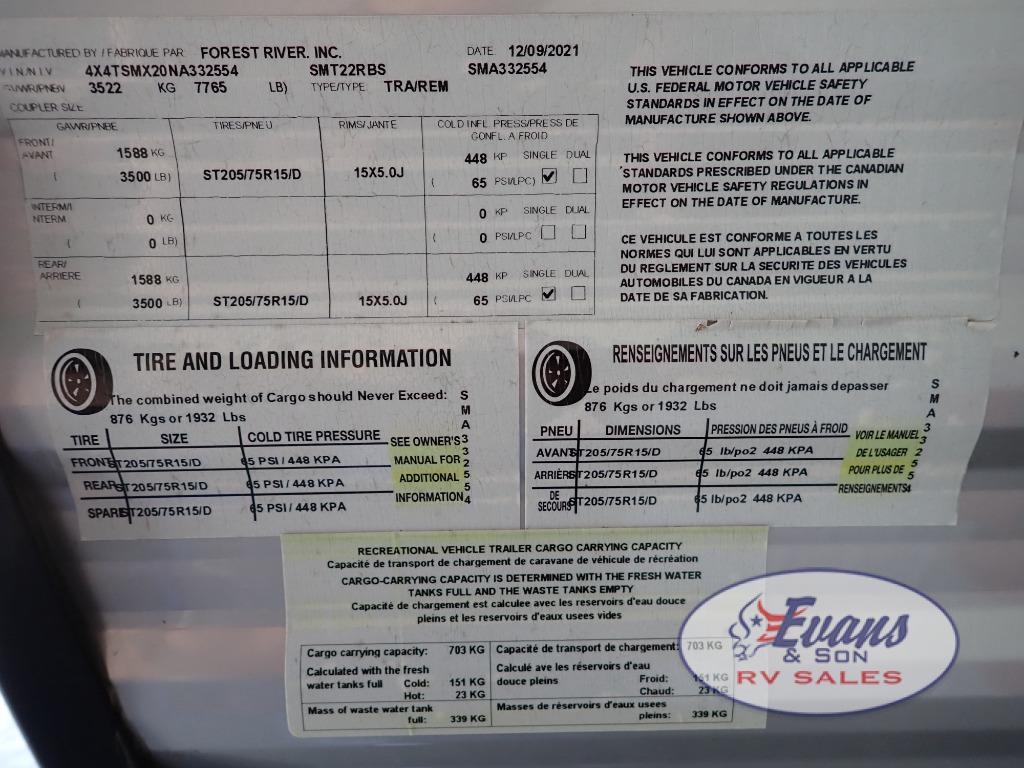 MANUFACTURED BY / FABRIQUE PAR FOREST RIVER. INC. DATE 12/09/2021
V I N/N I V 4X4TSMX20NA332554 SMT22RBS SMA332554
GVWR/PNBV 3522 KG 7765 LB) TYPE/TYPE TRA/REM
COUPLER SIZE
GAWR/PNBE TIRES/PNEU RIMS/JANTE COLD INFL PRESS/PRESS DE
GONFL. A FROID
FRONT/
AVANT 1588 KG 448 KP SINGLE DUAL
( 3500 LB) ST205/75R15/D 15X5.0J ( 65 PSI/LPC)
INTERM/I
NTERM 0 KG 0 KP SINGLE DUAL
( 0 LB) ( 0 PSI/LPC
REAR/
ARRIERE 1588 KG 448 KP SINGLE DUAL
( 3500 LB) ST205/75R15/D 15X5.0J ( 65 PSI/LPC
THIS VEHICLE CONFORMS TO ALL APPLICABLE
U.S. FEDERAL MOTOR VEHICLE SAFETY
STANDARDS IN EFFECT ON THE DATE OF
MANUFACTURE SHOWN ABOVE.
THIS VEHICLE CONFORMS TO ALL APPLICABLE
STANDARDS PRESCRIBED UNDER THE CANADIAN
MOTOR VEHICLE SAFETY REGULATIONS IN
EFFECT ON THE DATE OF MANUFACTURE.
CE VEHICULE EST CONFORME A TOUTES LES
NORMES QUI LUI SONT APPLICABLES EN VERTU
DU REGLEMENT SUR LA SECURITE DES VEHICULES
AUTOMOBILES DU CANADA EN VIGUEUR A LA
DATE DE SA FABRICATION.
TIRE AND LOADING INFORMATION
The combined weight of Cargo should Never Exceed:
876 Kgs or 1932 Lbs
TIRE SIZE COLD TIRE PRESSURE
FRONT ST205/75R15/D 65 PSI / 448 KPA
REAR ST205/75R15/D 65 PSI / 448 KPA
SPARE ST205/75R15/D 65 PSI / 448 KPA
SEE OWNER'S
MANUAL FOR
ADDITIONAL
INFORMATION
SMA332554
RENSEIGNEMENTS SUR LES PNEUS ET LE CHARGEMENT
Le poids du chargement ne doit jamais depasser
876 Kgs or 1932 Lbs
PNEU DIMENSIONS PRESSION DES PNEUS À FROID
AVANT ST205/75R15/D 65 lb/po2 448 KPA
ARRIÈRE ST205/75R15/D 65 lb/po2 448 KPA
DE
SECOURS ST205/75R15/D 65 lb/po2 448 KPA
VOIR LE MANUEL
DE L'USAGER
POUR PLUS DE
RENSEIGNEMENTS
SMA332554
RECREATIONAL VEHICLE TRAILER CARGO CARRYING CAPACITY
Capacité de transport de chargement de caravane de véhicule de récréation
CARGO-CARRYING CAPACITY IS DETERMINED WITH THE FRESH WATER
TANKS FULL AND THE WASTE TANKS EMPTY
Capacité de chargement est calculee avec les reservoirs d'eau douce
pleins et les reservoirs d'eaux usees vides
Cargo carrying capacity: 703 KG
Calculated with the fresh
water tanks full Cold: 151 KG
Hot: 23 KG
Mass of waste water tank
full: 339 KG
Capacité de transport de chargement: 703 KG
Calculé ave les réservoirs d'eau
douce pleins Froid: 151 KG
Chaud: 23 KG
Masses de réservoirs d'eaux usees
pleins: 339 KG
Evans
& SON
RV SALES